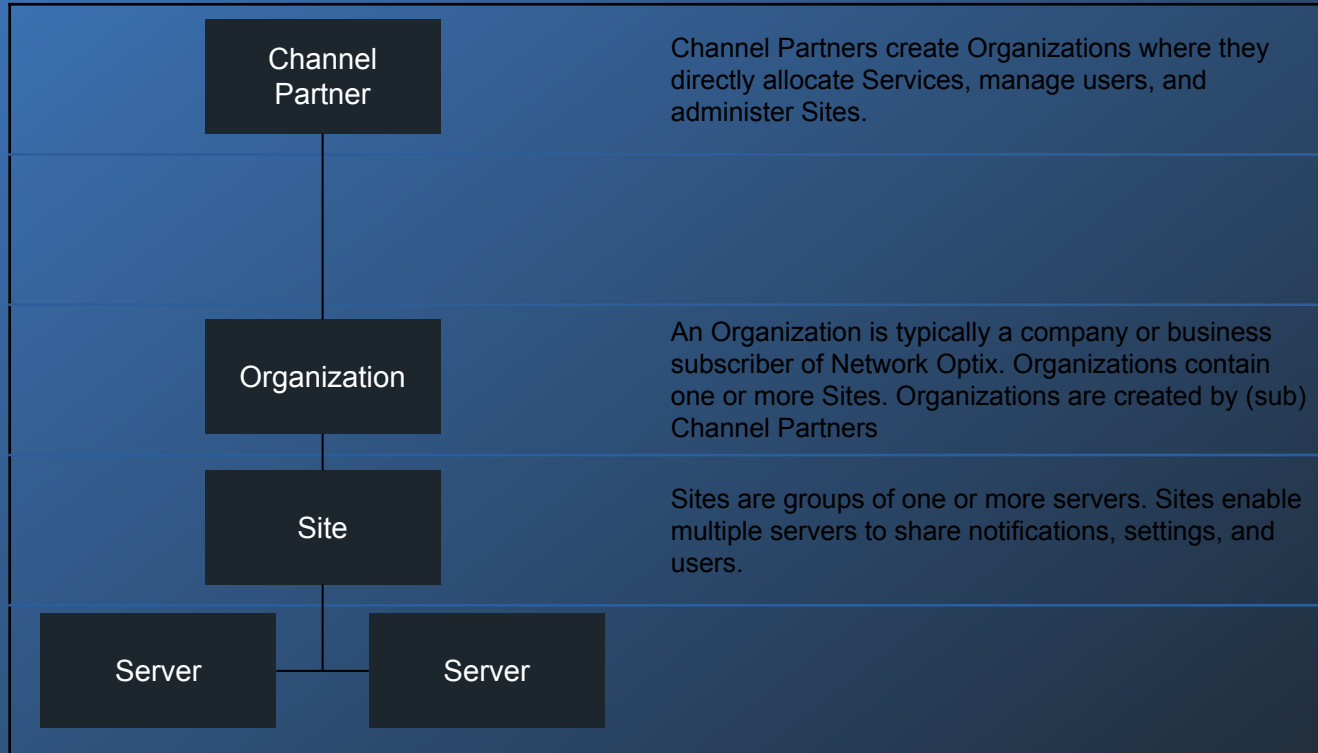 Channel
Partner
Channel Partners create Organizations where they
directly allocate Services, manage users, and
administer Sites.
Organization
An Organization is typically a company or business
subscriber of Network Optix. Organizations contain
one or more Sites. Organizations are created by (sub)
Channel Partners
Site
Sites are groups of one or more servers. Sites enable
multiple servers to share notifications, settings, and
users.
Server
Server